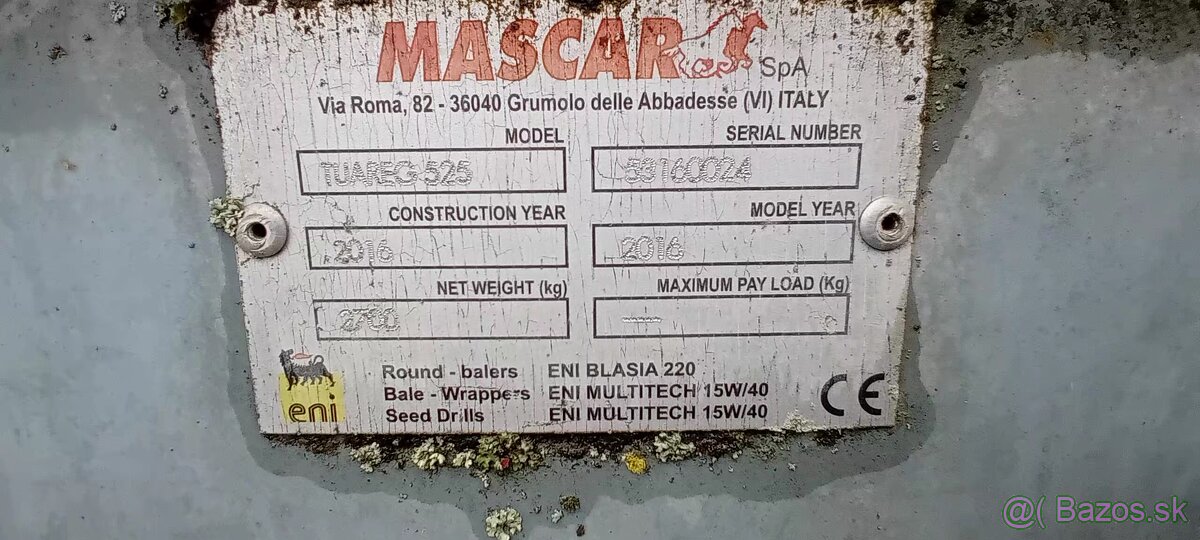 MASCAR SpA
Via Roma, 82 - 36040 Grumolo delle Abbadesse (VI) ITALY
MODEL SERIAL NUMBER
TUAREG 525 59160024
CONSTRUCTION YEAR MODEL YEAR
2016 2016
NET WEIGHT (kg) MAXIMUM PAY LOAD (Kg)
-----
Round - balers ENI BLASIA 220
Bale - Wrappers ENI MULTITECH 15W/40
Seed Drills ENI MULTITECH 15W/40
eni
CE
@( Bazos.sk